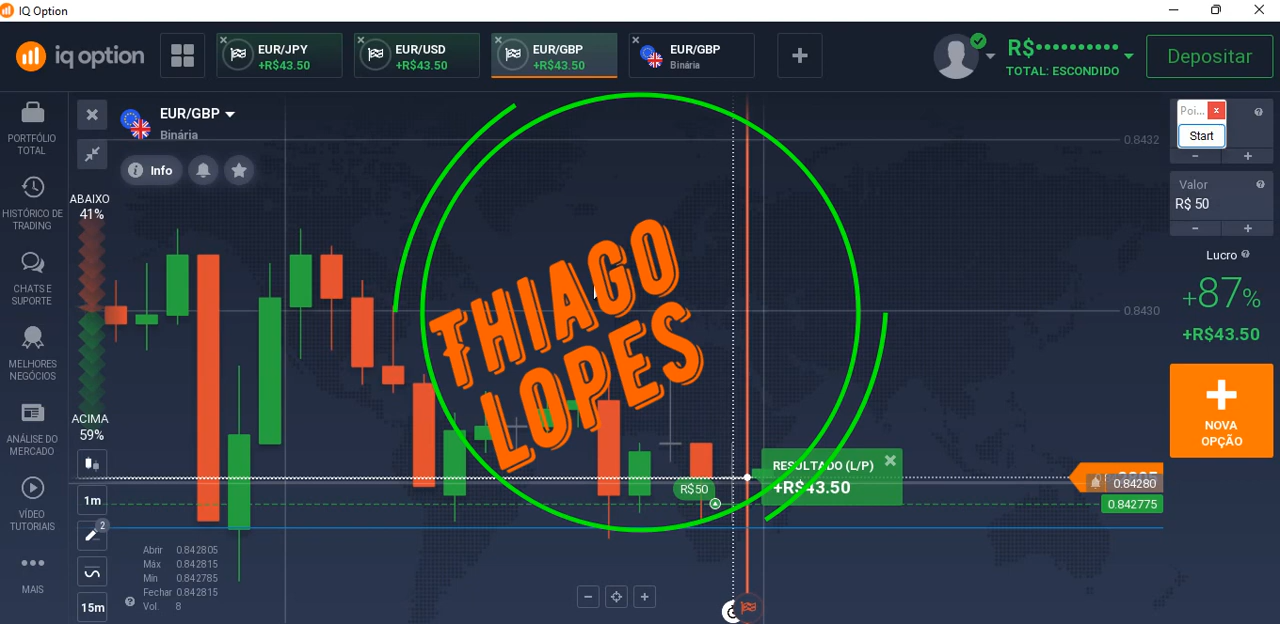 IQ Option
iq option
EUR/JPY
+R$43.50
EUR/USD
+R$43.50
EUR/GBP
+R$43.50
EUR/GBP
Binária
R$••••••••••
TOTAL: ESCONDIDO
Depositar
PORTFÓLIO
TOTAL
HISTÓRICO DE
TRADING
CHATS E
SUPORTE
MELHORES
NEGÓCIOS
ANÁLISE DO
MERCADO
VÍDEO
TUTORIAIS
MAIS
EUR/GBP
Binária
Info
ABAIXO
41%
ACIMA
59%
1m
2
15m
Abrir 0.842805
Máx 0.842815
Mín 0.842785
Fechar 0.842815
Vol. 8
THIAGO
LOPES
R$50
RESULTADO (L/P)
+R$43.50
0.8432
0.8430
0.84280
0.842775
Poi...
Start
Valor
R$ 50
Lucro
+87%
+R$43.50
NOVA
OPÇÃO